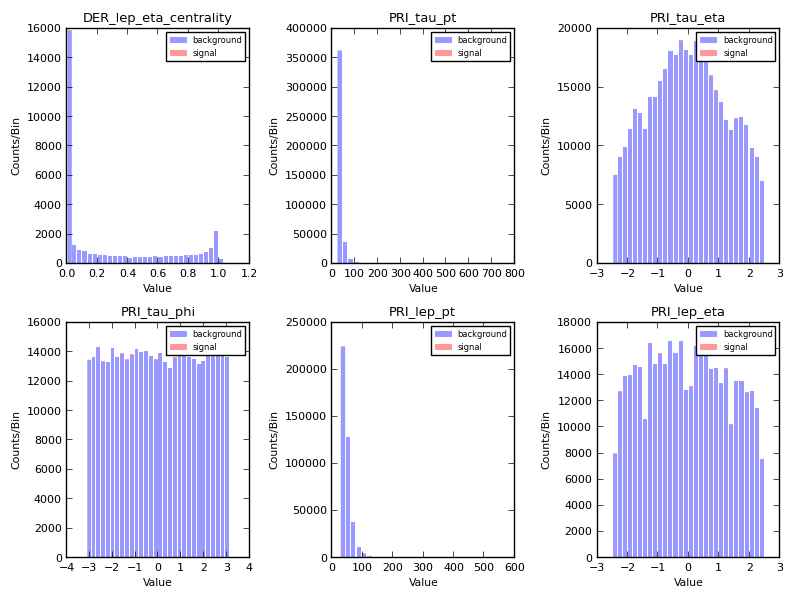 DER_lep_eta_centrality
16000
14000
12000
10000
8000
6000
4000
2000
0
Counts/Bin
background
signal
0.0 0.2 0.4 0.6 0.8 1.0 1.2
Value
PRI_tau_pt
400000
350000
300000
250000
200000
150000
100000
50000
0
Counts/Bin
background
signal
0 100 200 300 400 500 600 700 800
Value
PRI_tau_eta
20000
15000
10000
5000
0
Counts/Bin
background
signal
−3 −2 −1 0 1 2 3
Value
PRI_tau_phi
16000
14000
12000
10000
8000
6000
4000
2000
0
Counts/Bin
background
signal
−4 −3 −2 −1 0 1 2 3 4
Value
PRI_lep_pt
250000
200000
150000
100000
50000
0
Counts/Bin
background
signal
0 100 200 300 400 500 600
Value
PRI_lep_eta
18000
16000
14000
12000
10000
8000
6000
4000
2000
0
Counts/Bin
background
signal
−3 −2 −1 0 1 2 3
Value